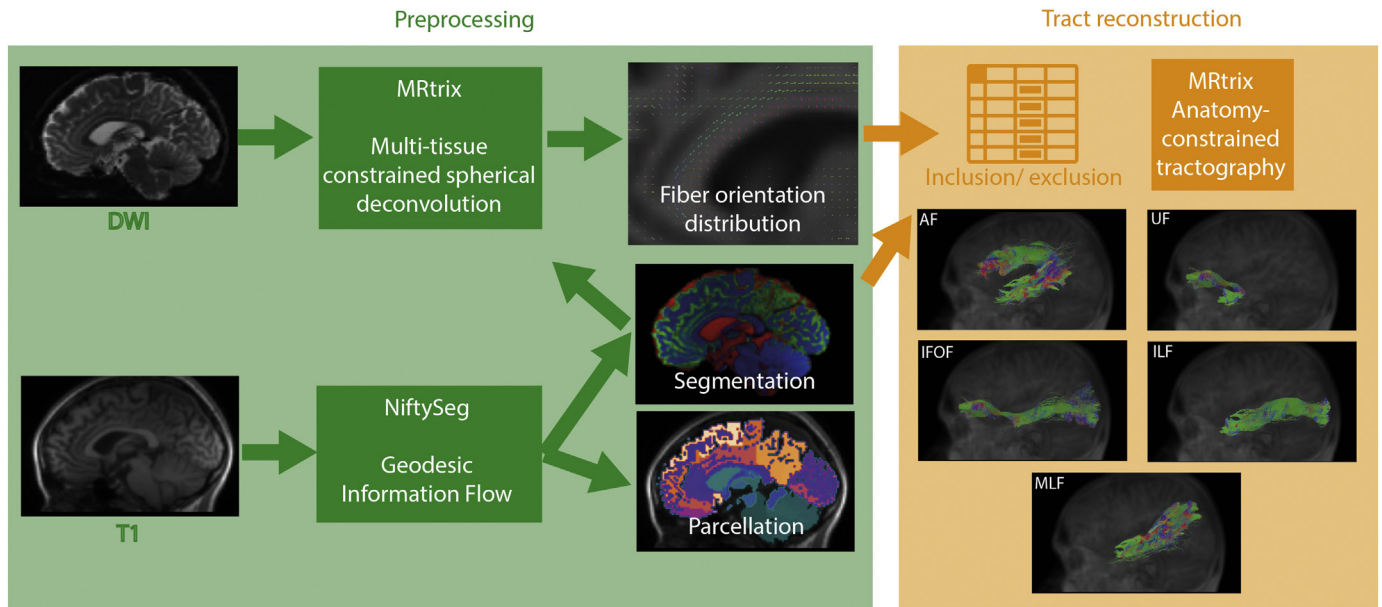 Preprocessing
DWI
MRtrix
Multi-tissue
constrained spherical
deconvolution
Fiber orientation
distribution
T1
NiftySeg
Geodesic
Information Flow
Segmentation
Parcellation
Tract reconstruction
Inclusion/ exclusion
MRtrix
Anatomy-
constrained
tractography
AF
UF
IFOF
ILF
MLF